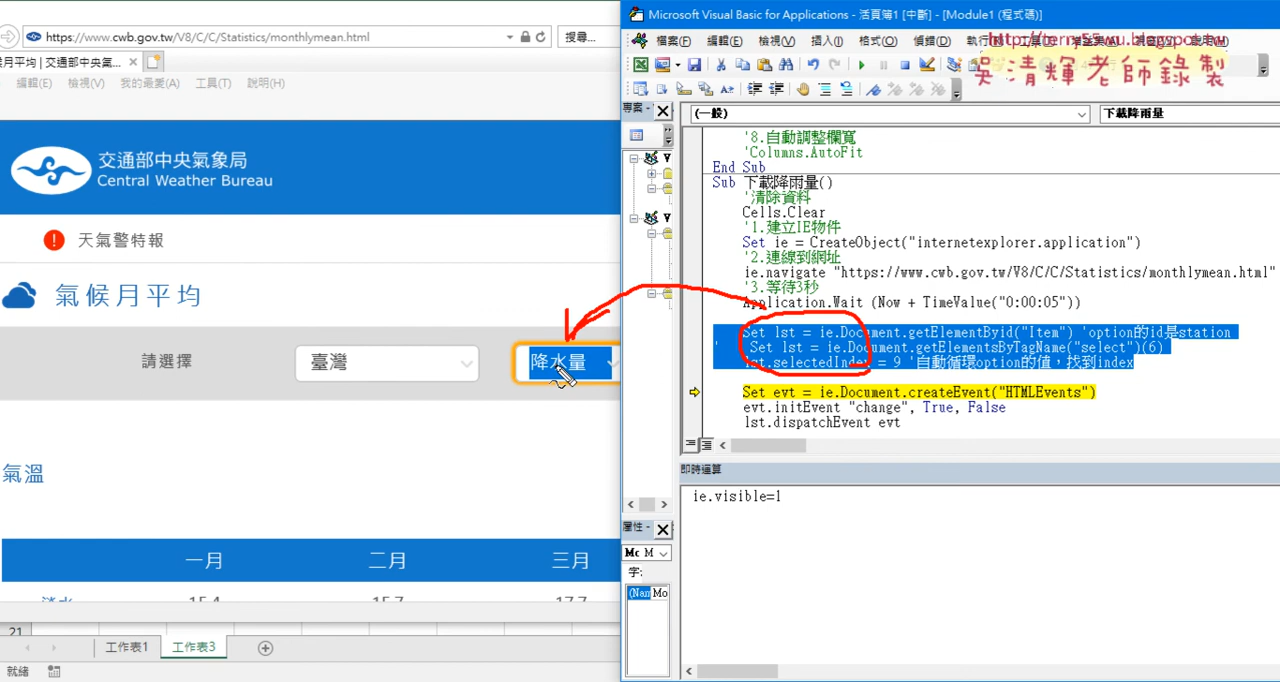 https://www.cwb.gov.tw/V8/C/C/Statistics/monthlymean.html
搜尋...
月平均 | 交通部中央氣象...
編輯(E) 檢視(V) 我的最愛(A) 工具(T) 說明(H)
交通部中央氣象局
Central Weather Bureau
天氣警特報
氣候月平均
請選擇
臺灣
降水量
氣溫
一月 二月 三月
淡水 15.4 15.7 17.7
21
工作表1 工作表3
就緒
Microsoft Visual Basic for Applications - 活頁簿1 [中斷] - [Module1 (程式碼)]
檔案(F) 編輯(E) 檢視(V) 插入(I) 格式(O) 偵錯(D)
吳清輝老師錄製
專案 -
(一般)
下載降雨量
'8.自動調整欄寬
'Columns.AutoFit
End Sub
Sub 下載降雨量()
'清除資料
Cells.Clear
'1.建立IE物件
Set ie = CreateObject("internetexplorer.application")
'2.連線到網址
ie.navigate "https://www.cwb.gov.tw/V8/C/C/Statistics/monthlymean.html"
'3.等待3秒
Application.Wait (Now + TimeValue("0:00:05"))
Set lst = ie.Document.getElementByid("Item") 'option的id是station
' Set lst = ie.Document.getElementsByTagName("select")(6)
lst.selectedIndex = 9 '自動循環option的值，找到index
Set evt = ie.Document.createEvent("HTMLEvents")
evt.initEvent "change", True, False
lst.dispatchEvent evt
即時運算
ie.visible=1
屬性 -
Mc M
字:
(Nan Mo